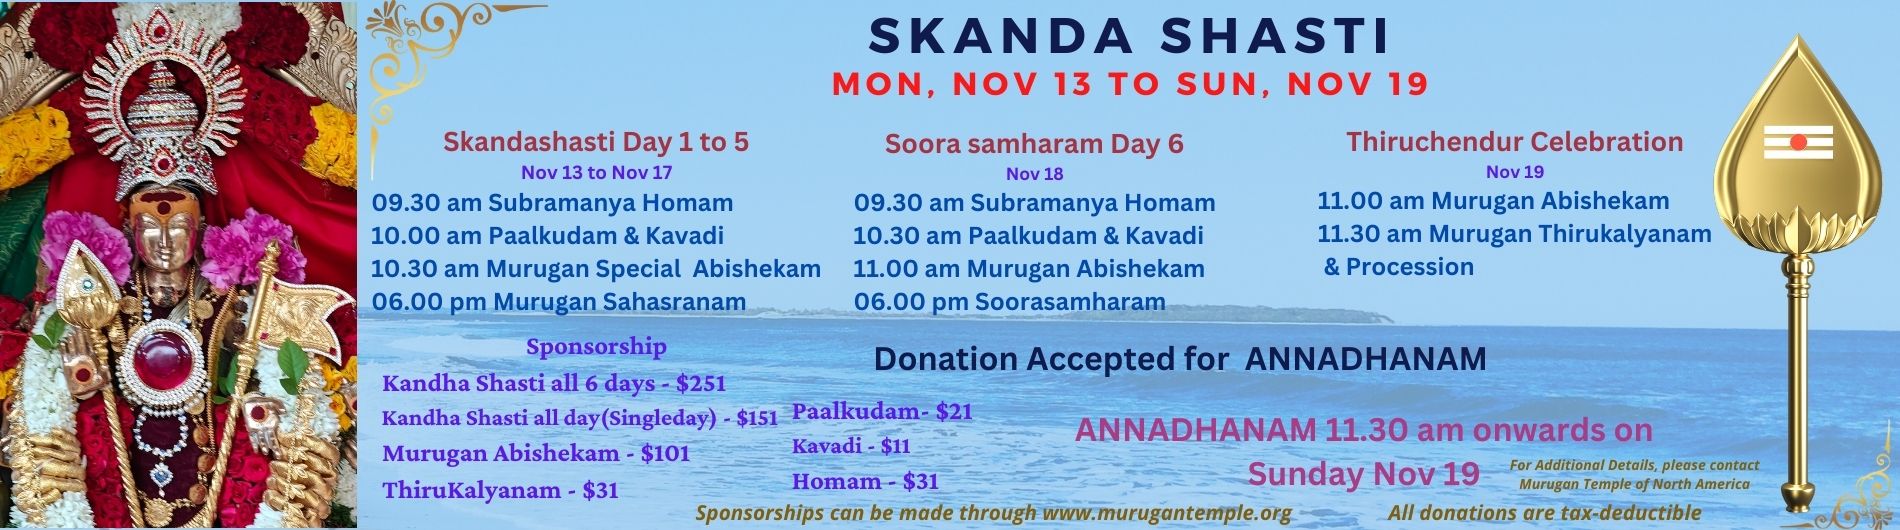 SKANDA SHASTI
MON, NOV 13 TO SUN, NOV 19
Skandashasti Day 1 to 5
Nov 13 to Nov 17
09.30 am Subramanya Homam
10.00 am Paalkudam & Kavadi
10.30 am Murugan Special Abishekam
06.00 pm Murugan Sahasranam
Soora samharam Day 6
Nov 18
09.30 am Subramanya Homam
10.30 am Paalkudam & Kavadi
11.00 am Murugan Abishekam
06.00 pm Soorasamharam
Thiruchendur Celebration
Nov 19
11.00 am Murugan Abishekam
11.30 am Murugan Thirukalyanam
& Procession
Sponsorship
Kandha Shasti all 6 days - $251
Kandha Shasti all day(Singleday) - $151
Murugan Abishekam - $101
ThiruKalyanam - $31
Paalkudam- $21
Kavadi - $11
Homam - $31
Donation Accepted for ANNADHANAM
ANNADHANAM 11.30 am onwards on
Sunday Nov 19
For Additional Details, please contact
Murugan Temple of North America
Sponsorships can be made through www.murugantemple.org
All donations are tax-deductible